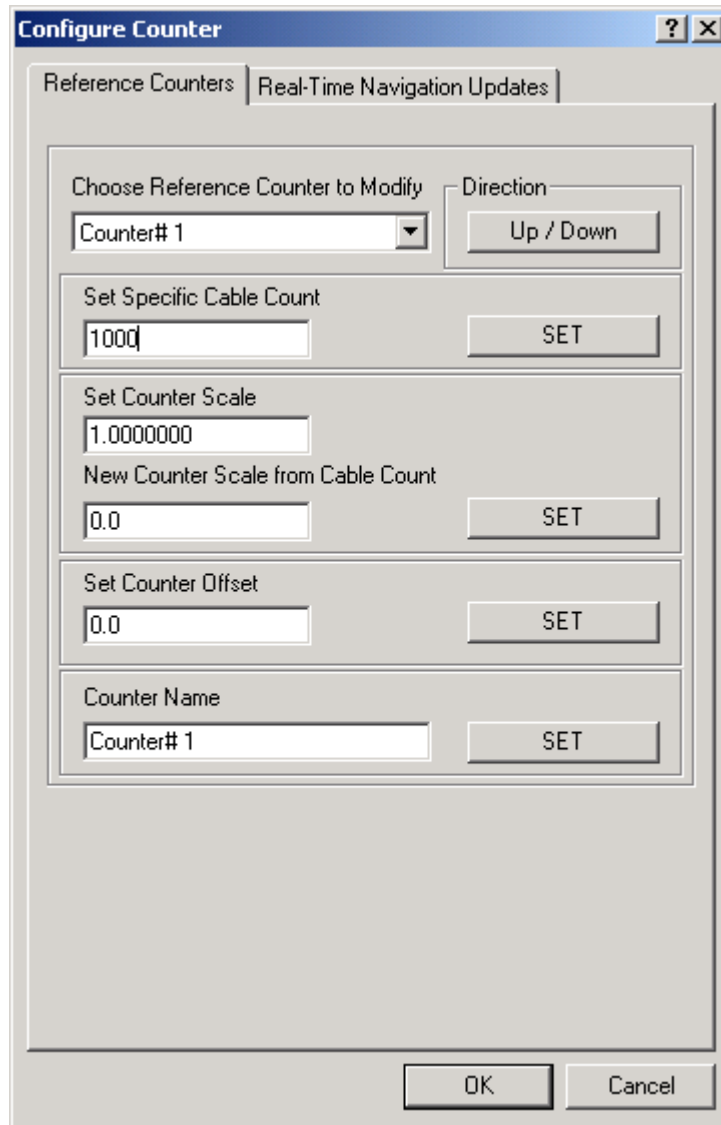 Configure Counter
Reference Counters
Real-Time Navigation Updates
Choose Reference Counter to Modify
Direction
Counter# 1
Up / Down
Set Specific Cable Count
1000
SET
Set Counter Scale
1.0000000
New Counter Scale from Cable Count
0.0
SET
Set Counter Offset
0.0
SET
Counter Name
Counter# 1
SET
OK
Cancel